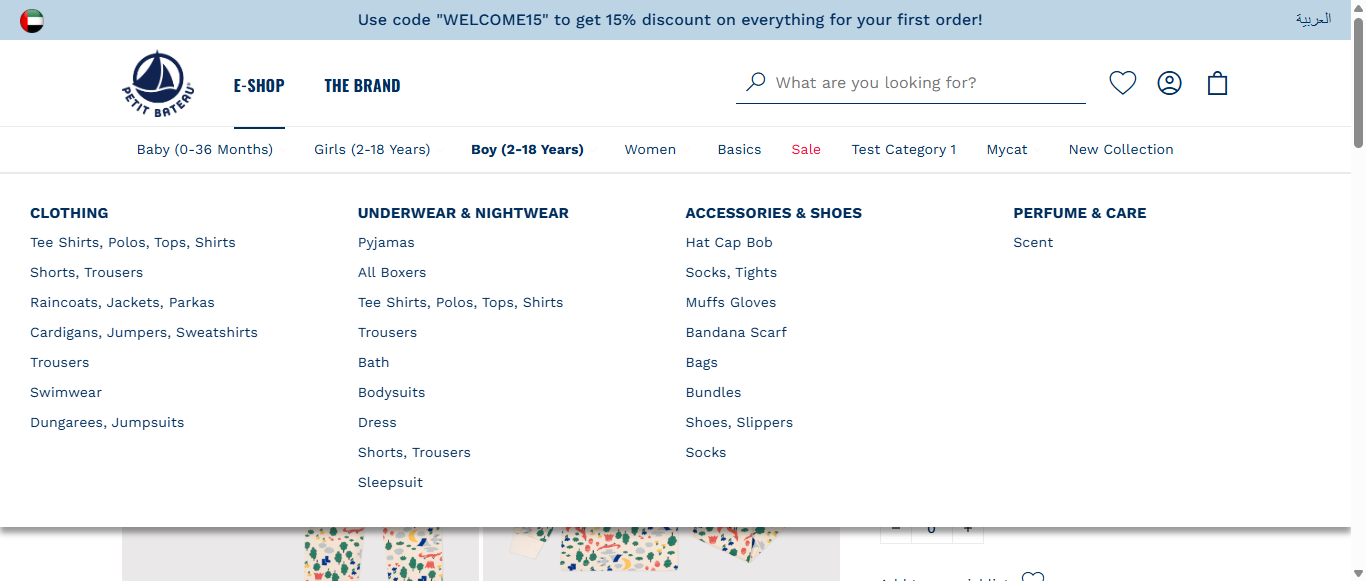 Use code "WELCOME15" to get 15% discount on everything for your first order!
العربية
PETIT BATEAU
E-SHOP
THE BRAND
What are you looking for?
Baby (0-36 Months)
Girls (2-18 Years)
Boy (2-18 Years)
Women
Basics
Sale
Test Category 1
Mycat
New Collection
CLOTHING
Tee Shirts, Polos, Tops, Shirts
Shorts, Trousers
Raincoats, Jackets, Parkas
Cardigans, Jumpers, Sweatshirts
Trousers
Swimwear
Dungarees, Jumpsuits
UNDERWEAR & NIGHTWEAR
Pyjamas
All Boxers
Tee Shirts, Polos, Tops, Shirts
Trousers
Bath
Bodysuits
Dress
Shorts, Trousers
Sleepsuit
ACCESSORIES & SHOES
Hat Cap Bob
Socks, Tights
Muffs Gloves
Bandana Scarf
Bags
Bundles
Shoes, Slippers
Socks
PERFUME & CARE
Scent